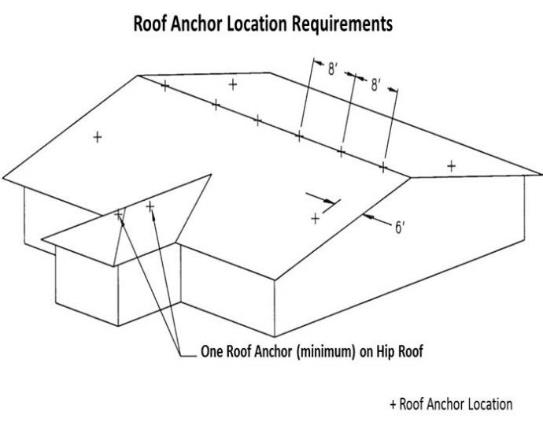 Roof Anchor Location Requirements
8'
8'
6'
One Roof Anchor (minimum) on Hip Roof
+ Roof Anchor Location